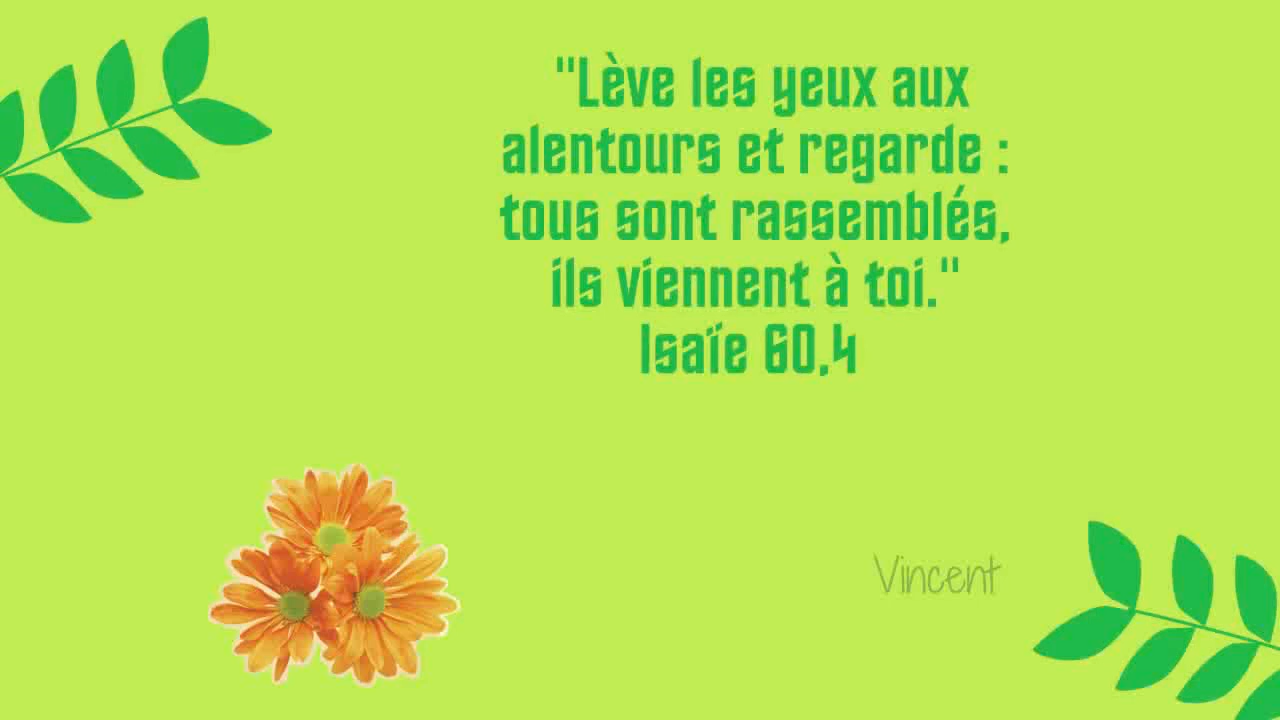 "Lève les yeux aux
alentours et regarde :
tous sont rassemblés,
ils viennent à toi."
Isaïe 60,4
Vincent